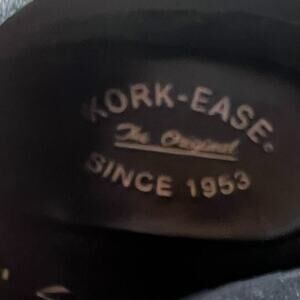 KORK-EASE®
The Original
SINCE 1953